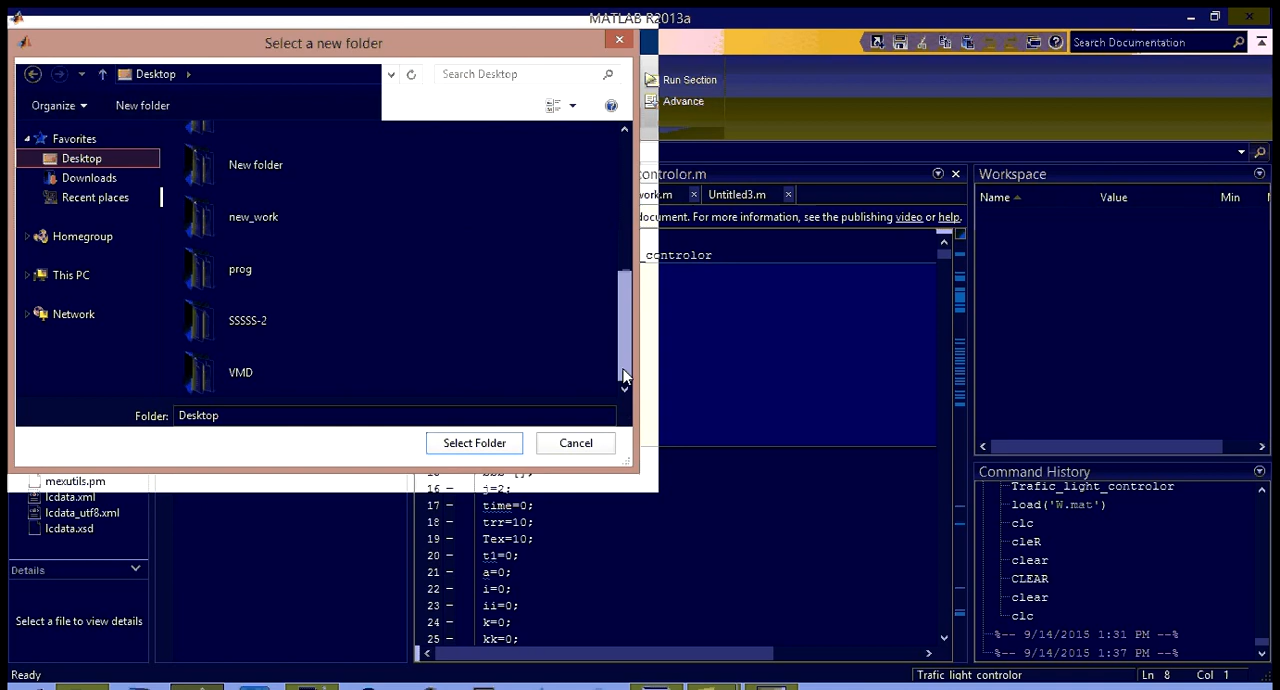 MATLAB R2013a
Select a new folder
Search Documentation
Desktop
Search Desktop
Run Section
Organize
New folder
Advance
Favorites
Desktop
Downloads
Recent places
Homegroup
This PC
Network
New folder
new_work
prog
SSSSS-2
VMD
Folder: Desktop
Select Folder
Cancel
controlor.m
work.m
Untitled3.m
document. For more information, see the publishing video or help.
_controlor
Workspace
Name
Value
Min
mexutils.pm
lcdata.xml
lcdata_utf8.xml
lcdata.xsd
Details
Select a file to view details
16 – j=2;
17 – time=0;
18 – trr=10;
19 – Tex=10;
20 – t1=0;
21 – a=0;
22 – i=0;
23 – ii=0;
24 – k=0;
25 – kk=0;
Command History
Trafic_light_controlor
load('W.mat')
clc
cleR
clear
CLEAR
clear
clc
%-- 9/14/2015 1:31 PM --%
%-- 9/14/2015 1:37 PM --%
Ready
Trafic light controlor
Ln 8 Col 1